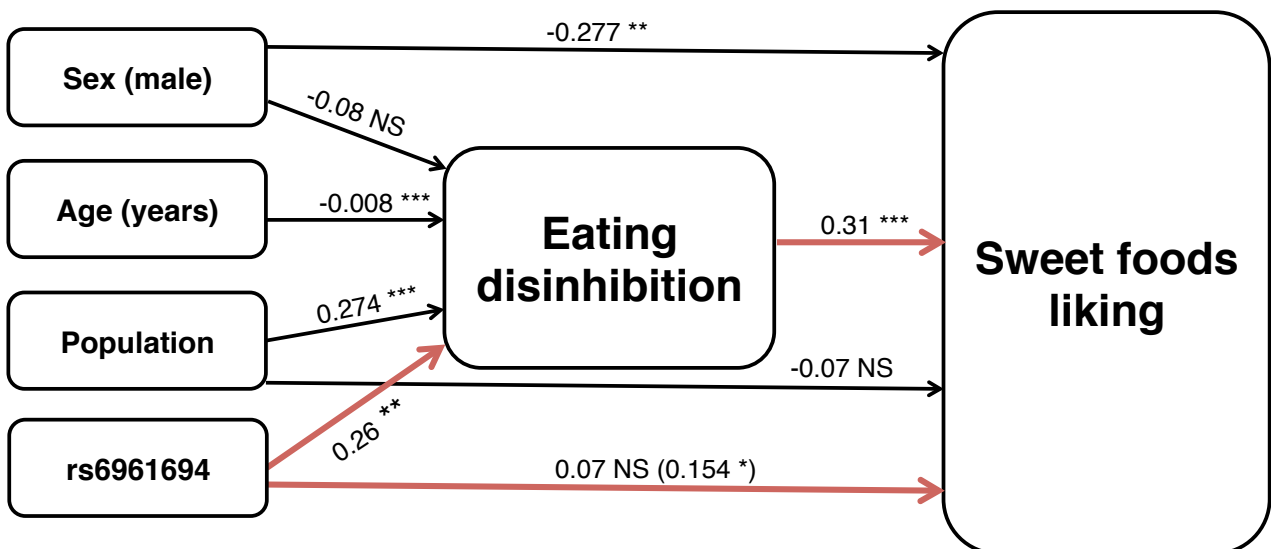 -0.277 **
Sex (male)
-0.08 NS
Age (years)
-0.008 ***
Eating
disinhibition
0.31 ***
Sweet foods
liking
Population
0.274 ***
-0.07 NS
rs6961694
0.26 **
0.07 NS (0.154 *)